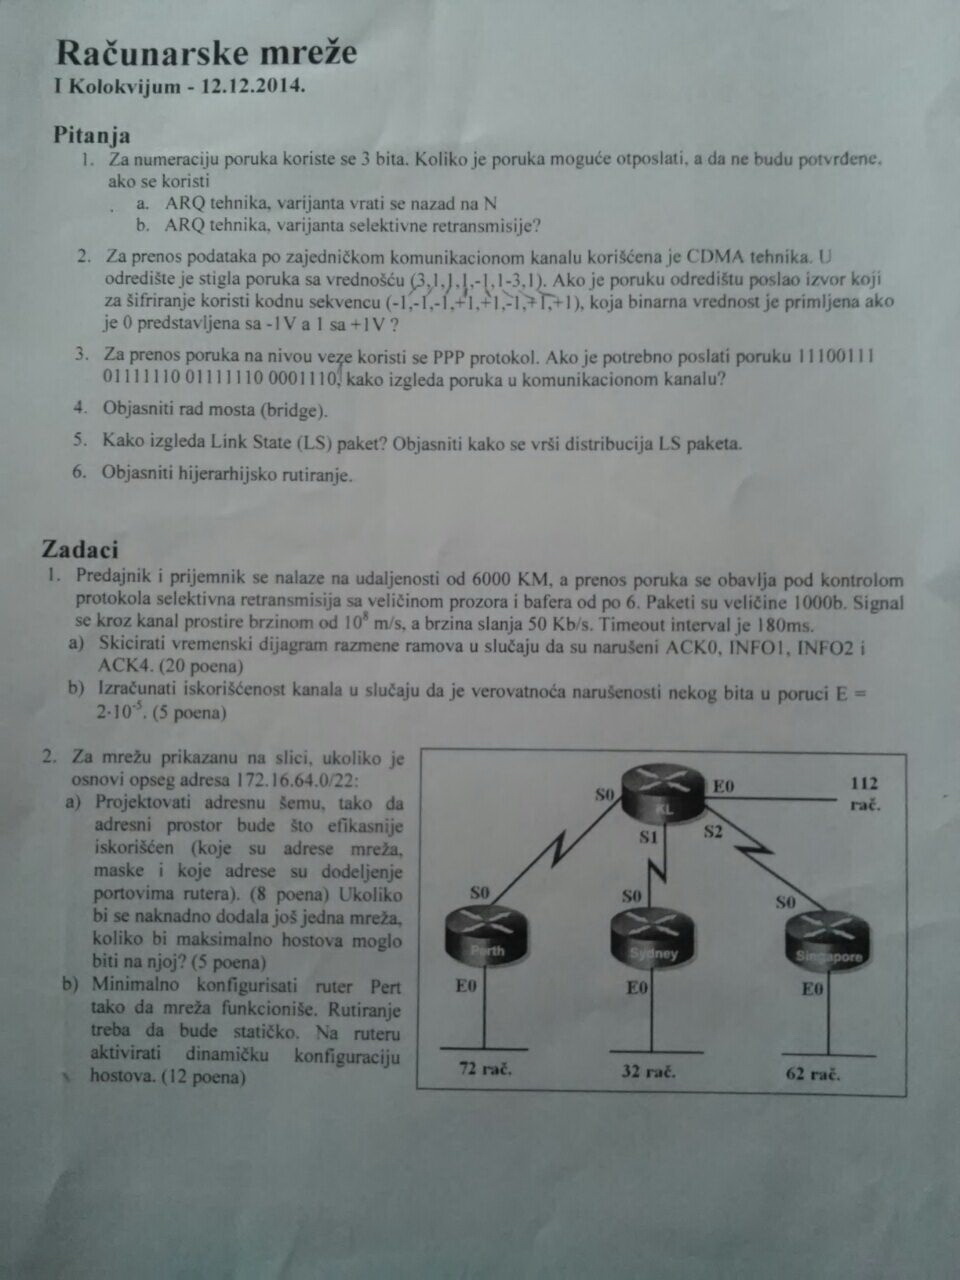 Računarske mreže
I Kolokvijum - 12.12.2014.
Pitanja
1. Za numeraciju poruka koriste se 3 bita. Koliko je poruka moguće otposlati, a da ne budu potvrđene,
ako se koristi
a. ARQ tehnika, varijanta vrati se nazad na N
b. ARQ tehnika, varijanta selektivne retransmisije?
2. Za prenos podataka po zajedničkom komunikacionom kanalu korišćena je CDMA tehnika. U
odredište je stigla poruka sa vrednošću (3,1,1,1,-1,1-3,1). Ako je poruku odredištu poslao izvor koji
za šifriranje koristi kodnu sekvencu (-1,-1,-1,+1,+1,-1,+1,+1), koja binarna vrednost je primljena ako
je 0 predstavljena sa -1V a 1 sa +1V ?
3. Za prenos poruka na nivou veze koristi se PPP protokol. Ako je potrebno poslati poruku 11100111
01111110 01111110 0001110, kako izgleda poruka u komunikacionom kanalu?
4. Objasniti rad mosta (bridge).
5. Kako izgleda Link State (LS) paket? Objasniti kako se vrši distribucija LS paketa.
6. Objasniti hijerarhijsko rutiranje.
Zadaci
1. Predajnik i prijemnik se nalaze na udaljenosti od 6000 KM, a prenos poruka se obavlja pod kontrolom
protokola selektivna retransmisija sa veličinom prozora i bafera od po 6. Paketi su veličine 1000b. Signal
se kroz kanal prostire brzinom od 10⁸ m/s, a brzina slanja 50 Kb/s. Timeout interval je 180ms.
a) Skicirati vremenski dijagram razmene ramova u slučaju da su narušeni ACK0, INFO1, INFO2 i
ACK4. (20 poena)
b) Izračunati iskorišćenost kanala u slučaju da je verovatnoća narušenosti nekog bita u poruci E =
2·10⁻⁵. (5 poena)
2. Za mrežu prikazanu na slici, ukoliko je
osnovi opseg adresa 172.16.64.0/22:
a) Projektovati adresnu šemu, tako da
adresni prostor bude što efikasnije
iskorišćen (koje su adrese mreža,
maske i koje adrese su dodeljene
portovima rutera). (8 poena) Ukoliko
bi se naknadno dodala još jedna mreža,
koliko bi maksimalno hostova moglo
biti na njoj? (5 poena)
b) Minimalno konfigurisati ruter Pert
tako da mreža funkcioniše. Rutiranje
treba da bude statičko. Na ruteru
aktivirati dinamičku konfiguraciju
hostova. (12 poena)
S0
KL
E0
112
rač.
S1
S2
S0
S0
S0
Perth
Sydney
Singapore
E0
E0
E0
72 rač.
32 rač.
62 rač.